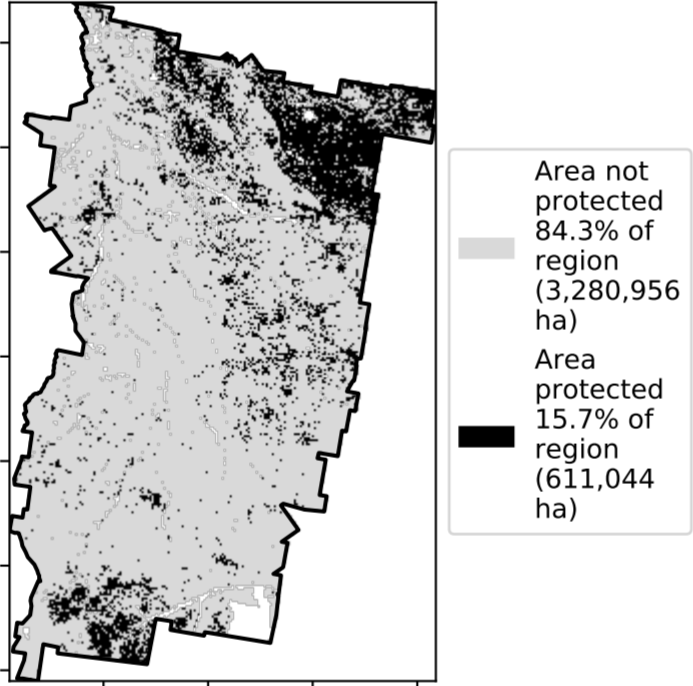 Area not
protected
84.3% of
region
(3,280,956
ha)
Area
protected
15.7% of
region
(611,044
ha)